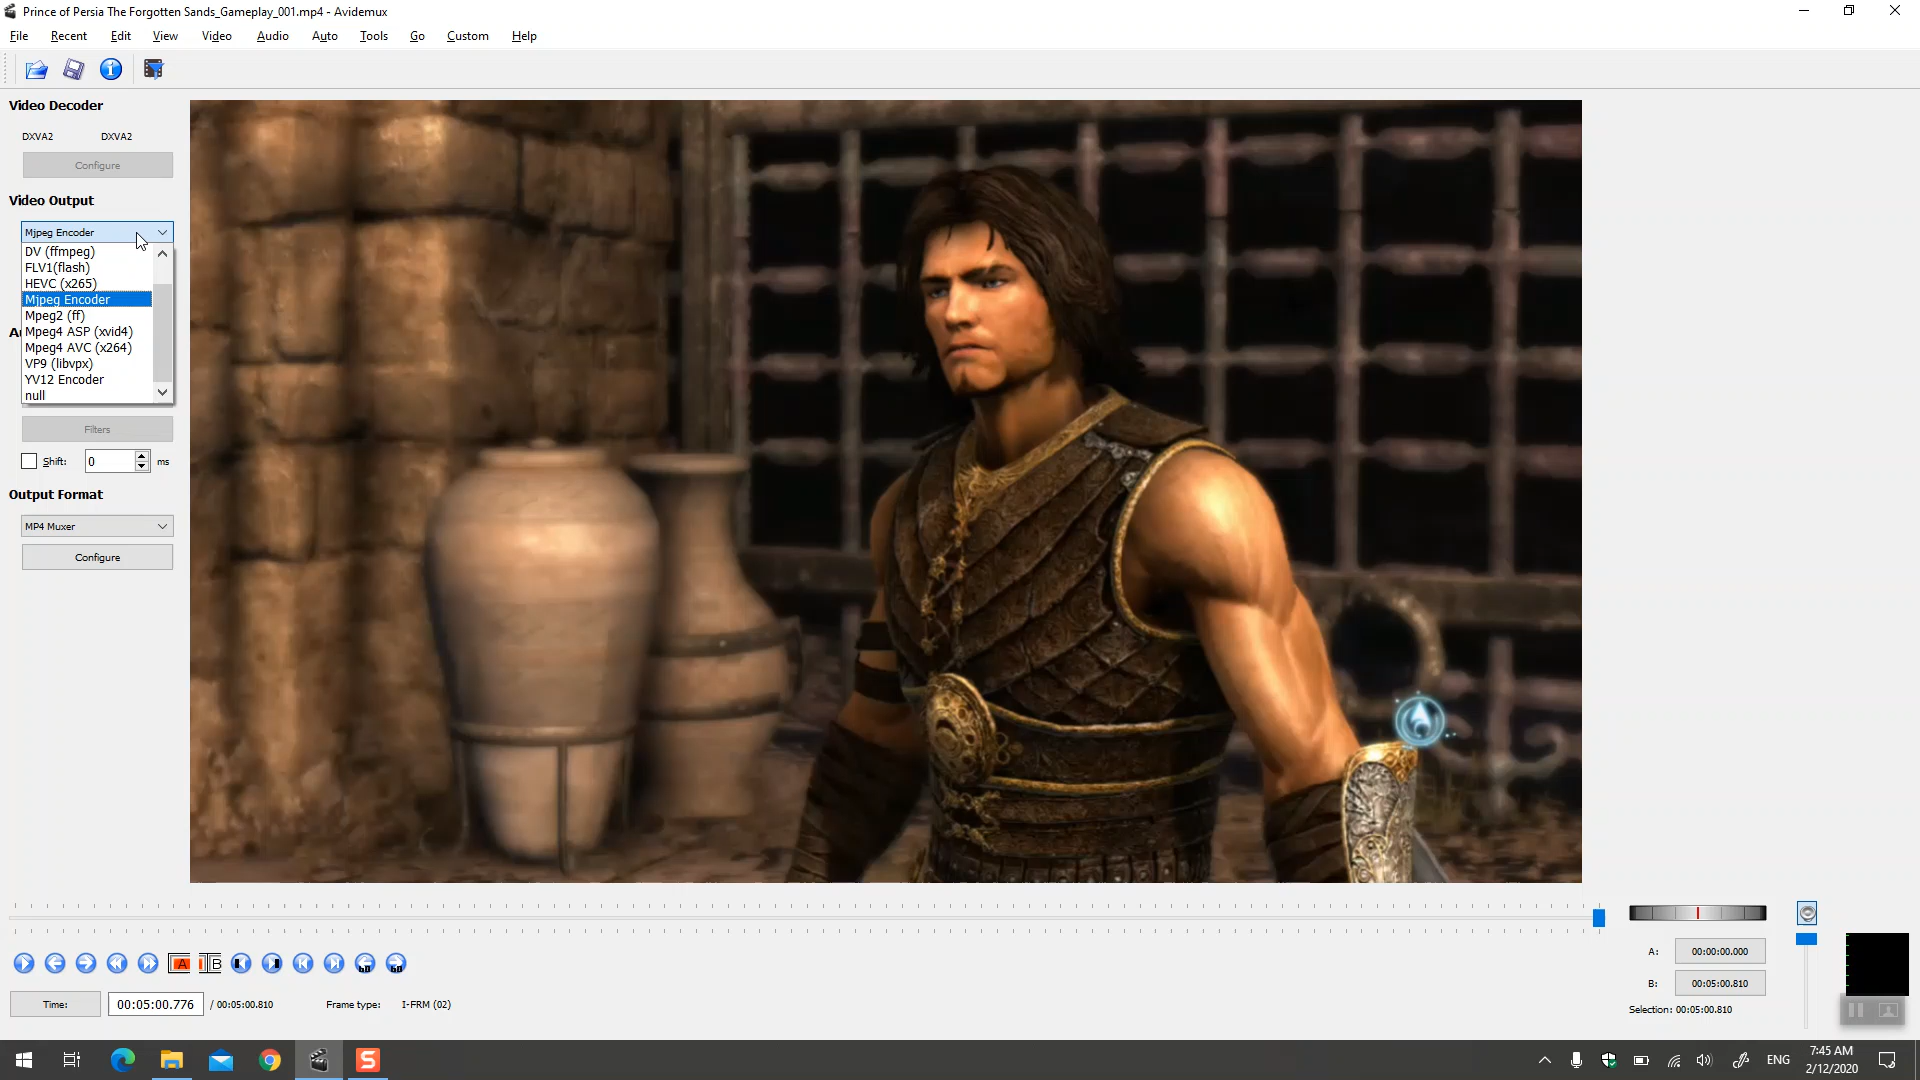 Prince of Persia The Forgotten Sands_Gameplay_001.mp4 - Avidemux
File Recent Edit View Video Audio Auto Tools Go Custom Help
Video Decoder
DXVA2 DXVA2
Configure
Video Output
Mjpeg Encoder
DV (ffmpeg)
FLV1(flash)
HEVC (x265)
Mjpeg Encoder
Mpeg2 (ff)
Mpeg4 ASP (xvid4)
Mpeg4 AVC (x264)
VP9 (libvpx)
YV12 Encoder
null
Filters
Shift: 0 ms
Output Format
MP4 Muxer
Configure
A B 60 60
A: 00:00:00.000
B: 00:05:00.810
Selection: 00:05:00.810
Time: 00:05:00.776 / 00:05:00.810 Frame type: I-FRM (02)
S
ENG
7:45 AM
2/12/2020